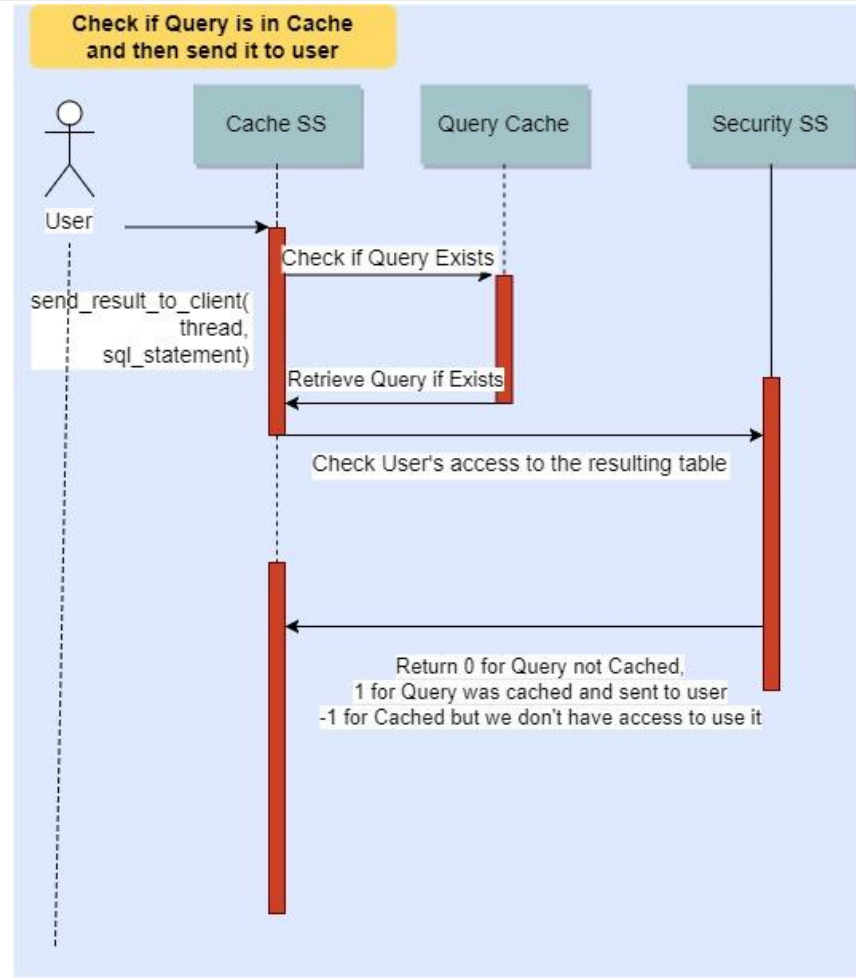 Check if Query is in Cache
and then send it to user
Cache SS
Query Cache
Security SS
User
Check if Query Exists
send_result_to_client(
thread,
sql_statement)
Retrieve Query if Exists
Check User's access to the resulting table
Return 0 for Query not Cached,
1 for Query was cached and sent to user
-1 for Cached but we don't have access to use it